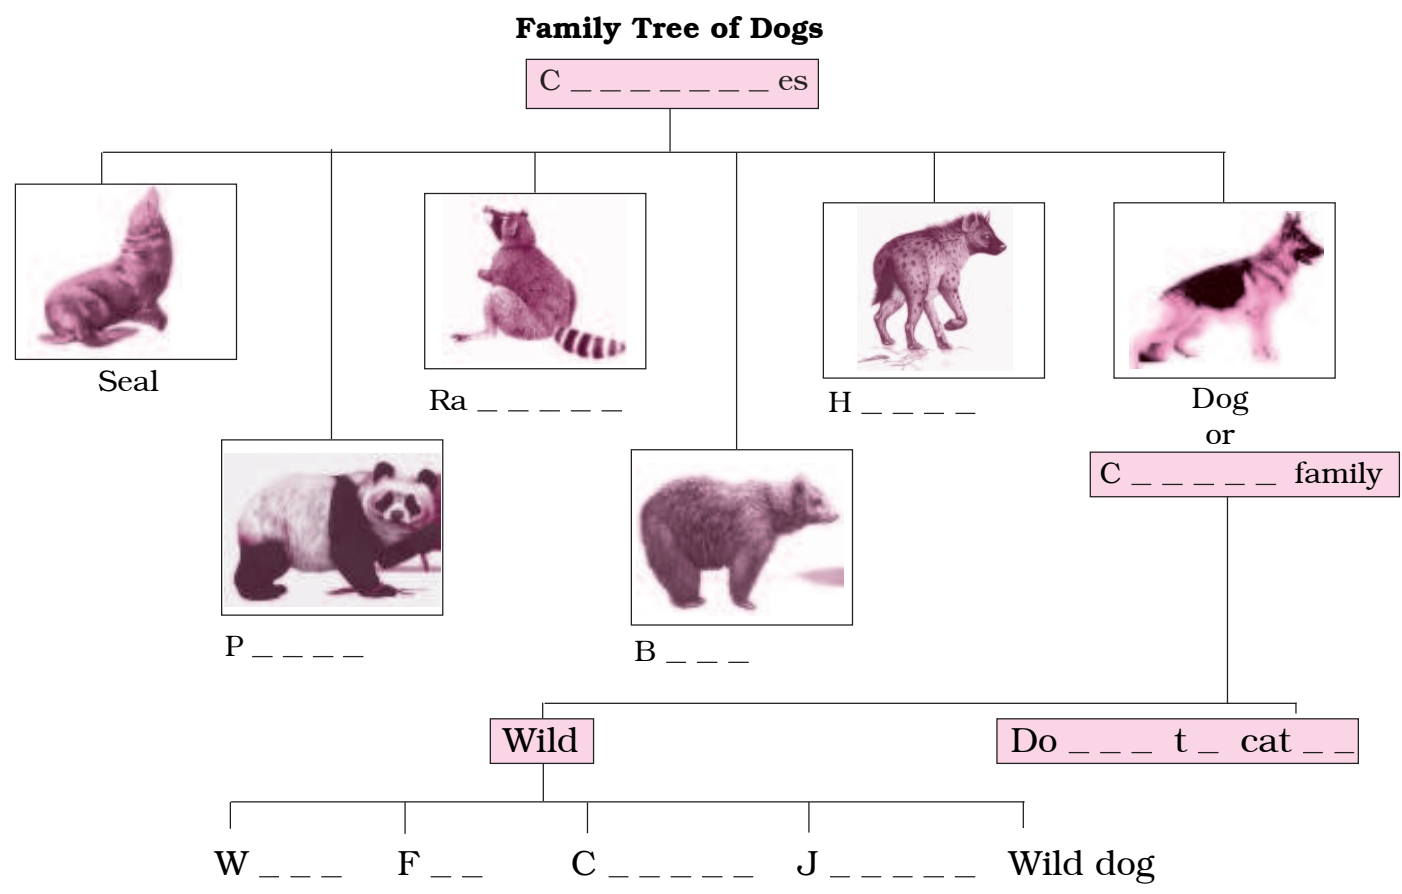 Family Tree of Dogs
C _ _ _ _ _ _ _ es
Seal
Ra _ _ _ _ _
H _ _ _ _
Dog
or
C _ _ _ _ _ family
P _ _ _ _
B _ _ _
Wild
Do _ _ _ t _ cat _ _
W _ _ _
F _ _
C _ _ _ _ _
J _ _ _ _ _
Wild dog